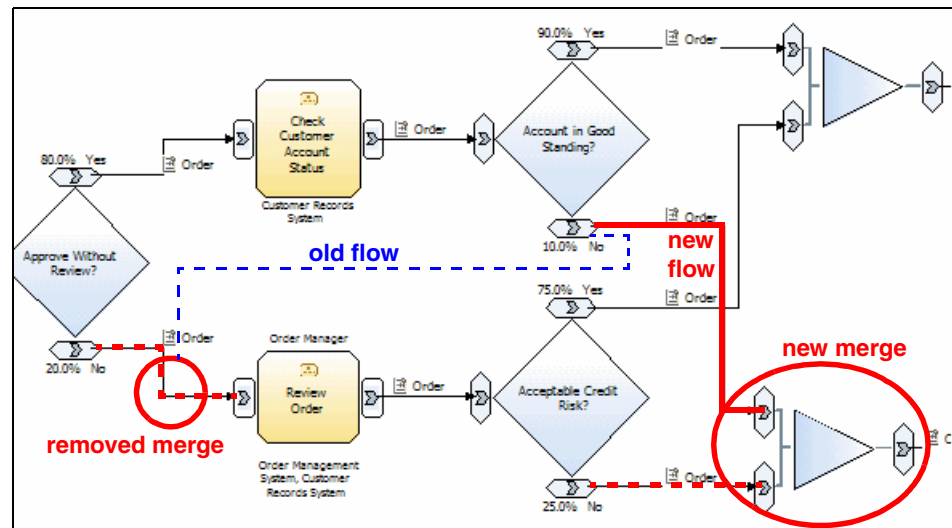 90.0% Yes
Order
Check
Customer
Account
Status
Order
Account in Good
Standing?
80.0% Yes
Order
Customer Records
System
Order
10.0% No
new
flow
old flow
Approve Without
Review?
75.0% Yes
Order
Order
Order Manager
new merge
20.0% No
Review
Order
Order
Acceptable Credit
Risk?
removed merge
Order Management
System, Customer
Records System
Order
25.0% No